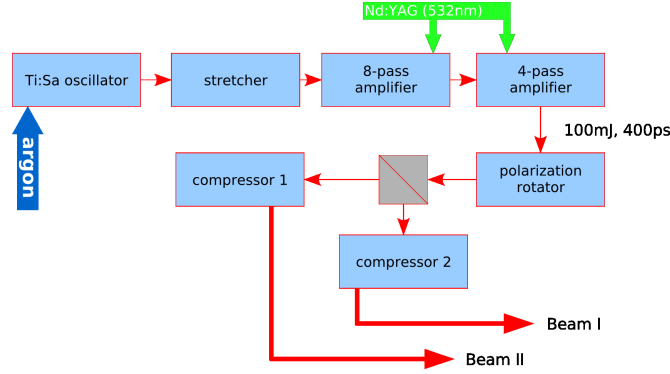 Nd:YAG (532nm)
Ti:Sa oscillator
stretcher
8-pass
amplifier
4-pass
amplifier
argon
100mJ, 400ps
compressor 1
polarization
rotator
compressor 2
Beam I
Beam II